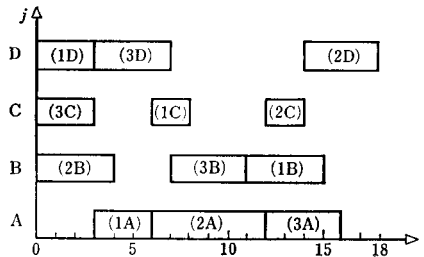 j
D (1D) (3D) (2D)
C (3C) (1C) (2C)
B (2B) (3B) (1B)
A (1A) (2A) (3A)
0 5 10 15 18